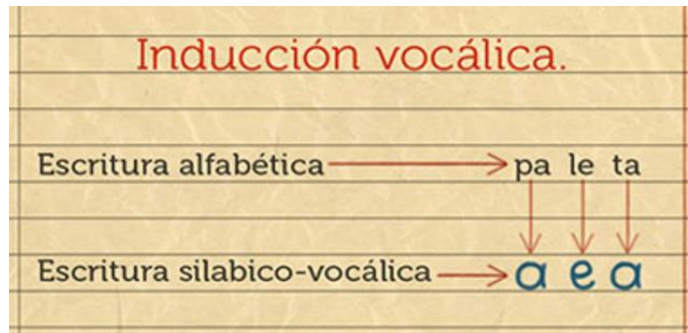 Inducción vocálica.
Escritura alfabética pa le ta
Escritura silabico-vocálica a e a